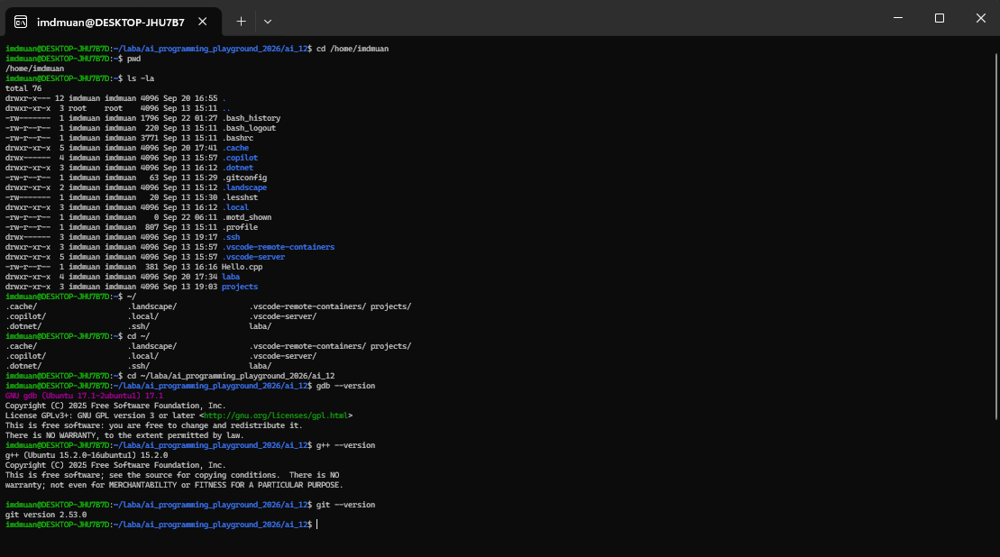 imdmuan@DESKTOP-JHU7B7
imdmuan@DESKTOP-JHU7B7D:~/laba/ai_programming_playground_2026/ai_12$ cd /home/imdmuan
imdmuan@DESKTOP-JHU7B7D:~$ pwd
/home/imdmuan
imdmuan@DESKTOP-JHU7B7D:~$ ls -la
total 76
drwxr-x--- 12 imdmuan imdmuan 4096 Sep 20 16:55 .
drwxr-xr-x  3 root    root    4096 Sep 13 15:11 ..
-rw-------  1 imdmuan imdmuan 1796 Sep 22 01:27 .bash_history
-rw-r--r--  1 imdmuan imdmuan  220 Sep 13 15:11 .bash_logout
-rw-r--r--  1 imdmuan imdmuan 3771 Sep 13 15:11 .bashrc
drwxr-xr-x  5 imdmuan imdmuan 4096 Sep 20 17:41 .cache
drwx------  4 imdmuan imdmuan 4096 Sep 13 15:57 .copilot
drwxr-xr-x  3 imdmuan imdmuan 4096 Sep 13 16:12 .dotnet
-rw-r--r--  1 imdmuan imdmuan   63 Sep 13 15:29 .gitconfig
drwxr-xr-x  2 imdmuan imdmuan 4096 Sep 13 15:12 .landscape
-rw-------  1 imdmuan imdmuan   20 Sep 13 15:30 .lesshst
drwxr-xr-x  3 imdmuan imdmuan 4096 Sep 13 16:12 .local
-rw-r--r--  1 imdmuan imdmuan    0 Sep 22 06:11 .motd_shown
-rw-r--r--  1 imdmuan imdmuan  807 Sep 13 15:11 .profile
drwx------  3 imdmuan imdmuan 4096 Sep 13 19:17 .ssh
drwxr-xr-x  3 imdmuan imdmuan 4096 Sep 13 15:57 .vscode-remote-containers
drwxr-xr-x  5 imdmuan imdmuan 4096 Sep 13 15:57 .vscode-server
-rw-r--r--  1 imdmuan imdmuan  381 Sep 13 16:16 Hello.cpp
drwxr-xr-x  4 imdmuan imdmuan 4096 Sep 20 17:34 laba
drwxr-xr-x  3 imdmuan imdmuan 4096 Sep 13 19:03 projects
imdmuan@DESKTOP-JHU7B7D:~$ ~/
.cache/                    .landscape/                .vscode-remote-containers/ projects/
.copilot/                  .local/                    .vscode-server/
.dotnet/                   .ssh/                      laba/
imdmuan@DESKTOP-JHU7B7D:~$ cd ~/
.cache/                    .landscape/                .vscode-remote-containers/ projects/
.copilot/                  .local/                    .vscode-server/
.dotnet/                   .ssh/                      laba/
imdmuan@DESKTOP-JHU7B7D:~$ cd ~/laba/ai_programming_playground_2026/ai_12
imdmuan@DESKTOP-JHU7B7D:~/laba/ai_programming_playground_2026/ai_12$ gdb --version
GNU gdb (Ubuntu 17.1-2ubuntu1) 17.1
Copyright (C) 2025 Free Software Foundation, Inc.
License GPLv3+: GNU GPL version 3 or later <http://gnu.org/licenses/gpl.html>
This is free software: you are free to change and redistribute it.
There is NO WARRANTY, to the extent permitted by law.
imdmuan@DESKTOP-JHU7B7D:~/laba/ai_programming_playground_2026/ai_12$ g++ --version
g++ (Ubuntu 15.2.0-16ubuntu1) 15.2.0
Copyright (C) 2025 Free Software Foundation, Inc.
This is free software; see the source for copying conditions.  There is NO
warranty; not even for MERCHANTABILITY or FITNESS FOR A PARTICULAR PURPOSE.
imdmuan@DESKTOP-JHU7B7D:~/laba/ai_programming_playground_2026/ai_12$ git --version
git version 2.53.0
imdmuan@DESKTOP-JHU7B7D:~/laba/ai_programming_playground_2026/ai_12$